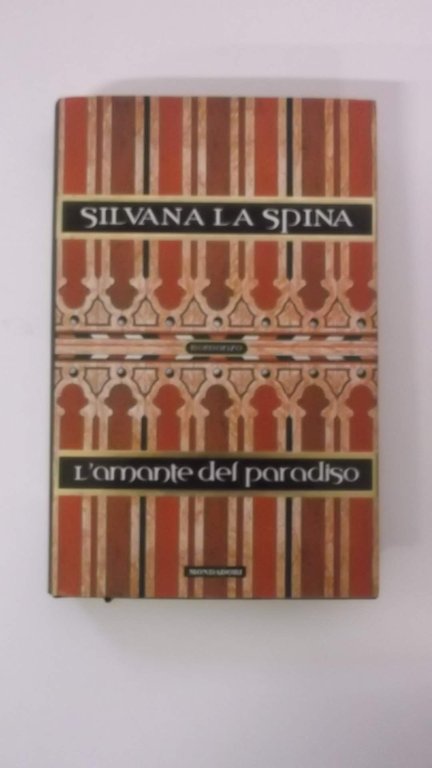 SILVANA LA SPINA
romanzo
L'amante del paradiso
MONDADORI